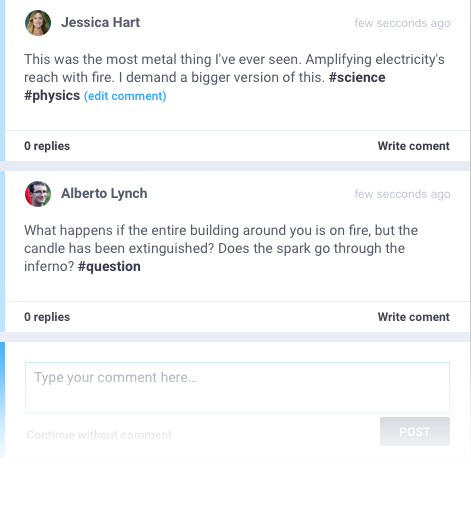 Jessica Hart few secconds ago
This was the most metal thing I've ever seen. Amplifying electricity's
reach with fire. I demand a bigger version of this. #science
#physics (edit comment)
0 replies Write coment
Alberto Lynch few secconds ago
What happens if the entire building around you is on fire, but the
candle has been extinguished? Does the spark go through the
inferno? #question
0 replies Write coment
Type your comment here...
Continue without comment POST